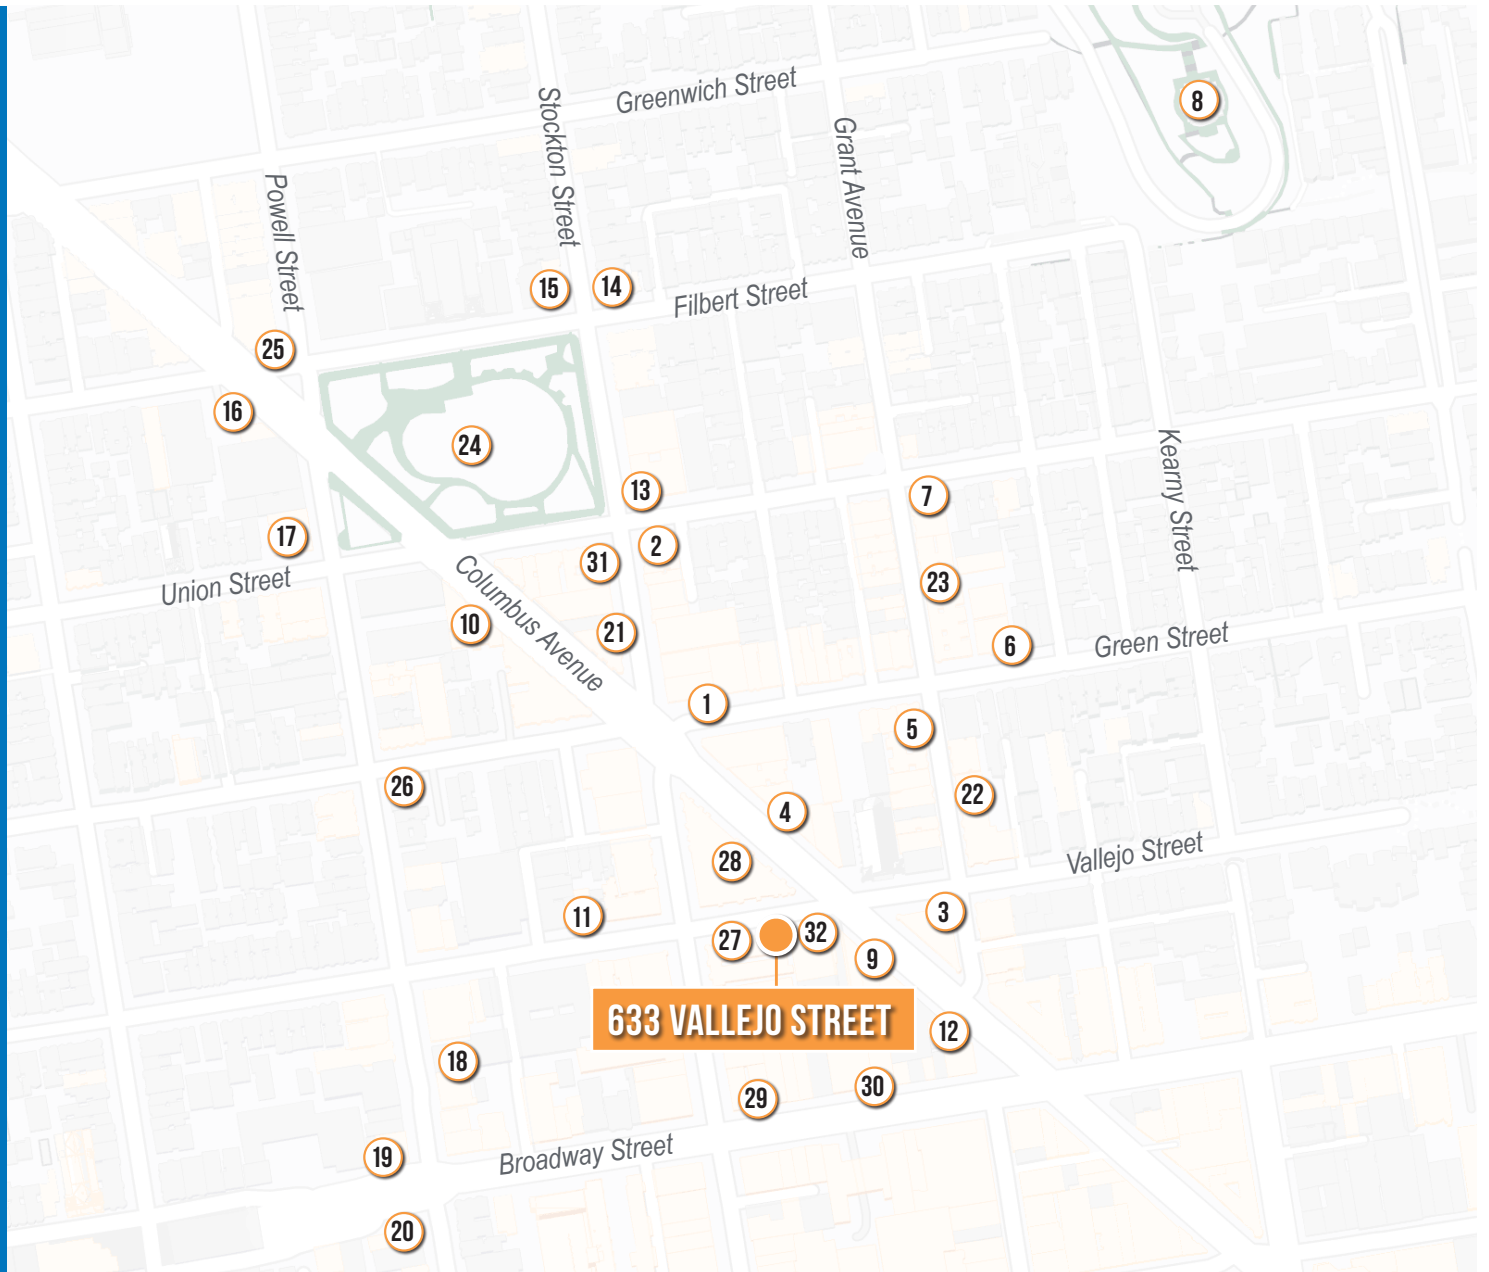 8
Greenwich Street
Stockton Street
Grant Avenue
Powell Street
15
14
Filbert Street
25
16
24
Kearny Street
13
7
17
2
31
Union Street
Columbus Avenue
23
10
21
6
Green Street
1
5
26
22
4
Vallejo Street
28
3
11
27
32
9
633 VALLEJO STREET
12
18
30
29
Broadway Street
19
20